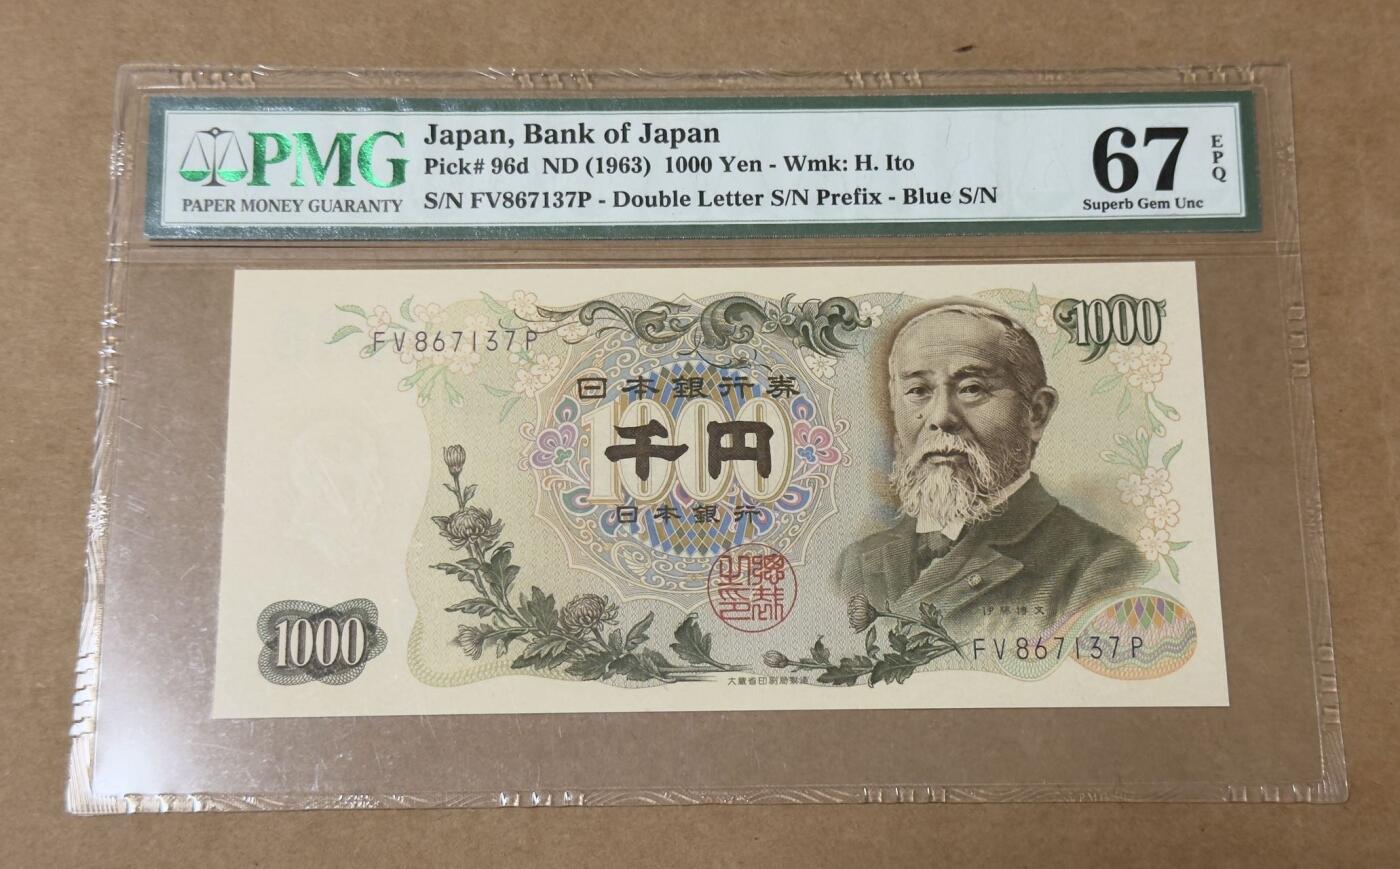 PMG
PAPER MONEY GUARANTY
Japan, Bank of Japan
Pick# 96d ND (1963) 1000 Yen - Wmk: H. Ito
S/N FV867137P - Double Letter S/N Prefix - Blue S/N
67
EPQ
Superb Gem Unc
1000
FV867137P
日本銀行券
1000
千円
日本銀行
伊藤博文
1000
FV867137P
大蔵省印刷局製造